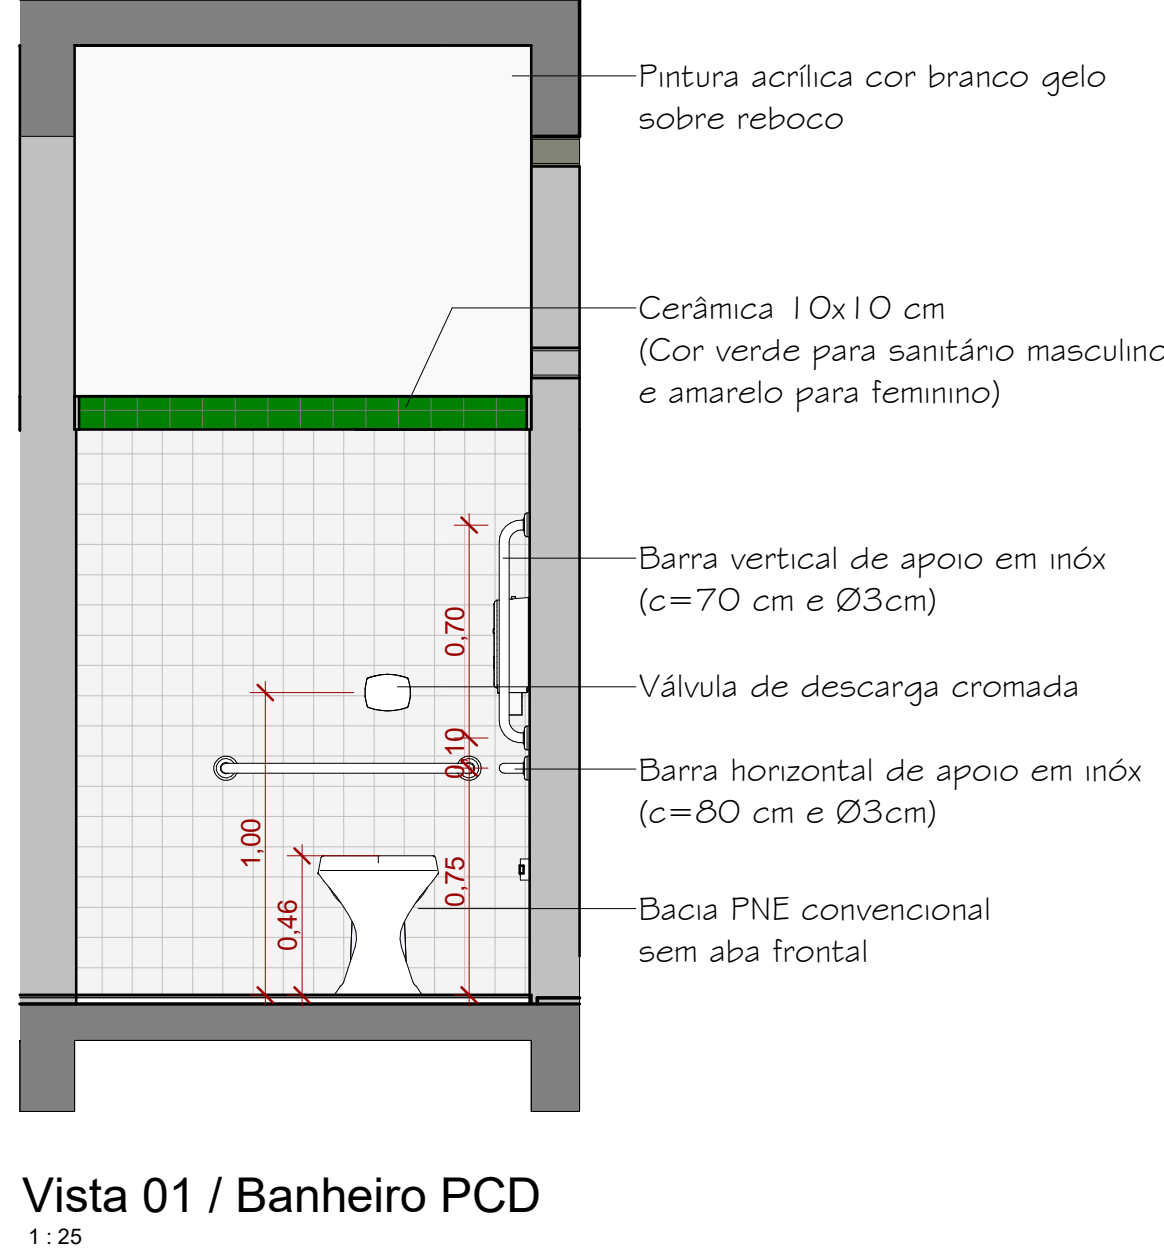 Pintura acrílica cor branco gelo
sobre reboco
Cerâmica 10x10 cm
(Cor verde para sanitário masculino
e amarelo para feminino)
Barra vertical de apoio em inóx
(c=70 cm e Ø3cm)
0,70
Válvula de descarga cromada
0,10
Barra horizontal de apoio em inóx
(c=80 cm e Ø3cm)
1,00
0,75
0,46
Bacia PNE convencional
sem aba frontal
Vista 01 / Banheiro PCD
1 : 25